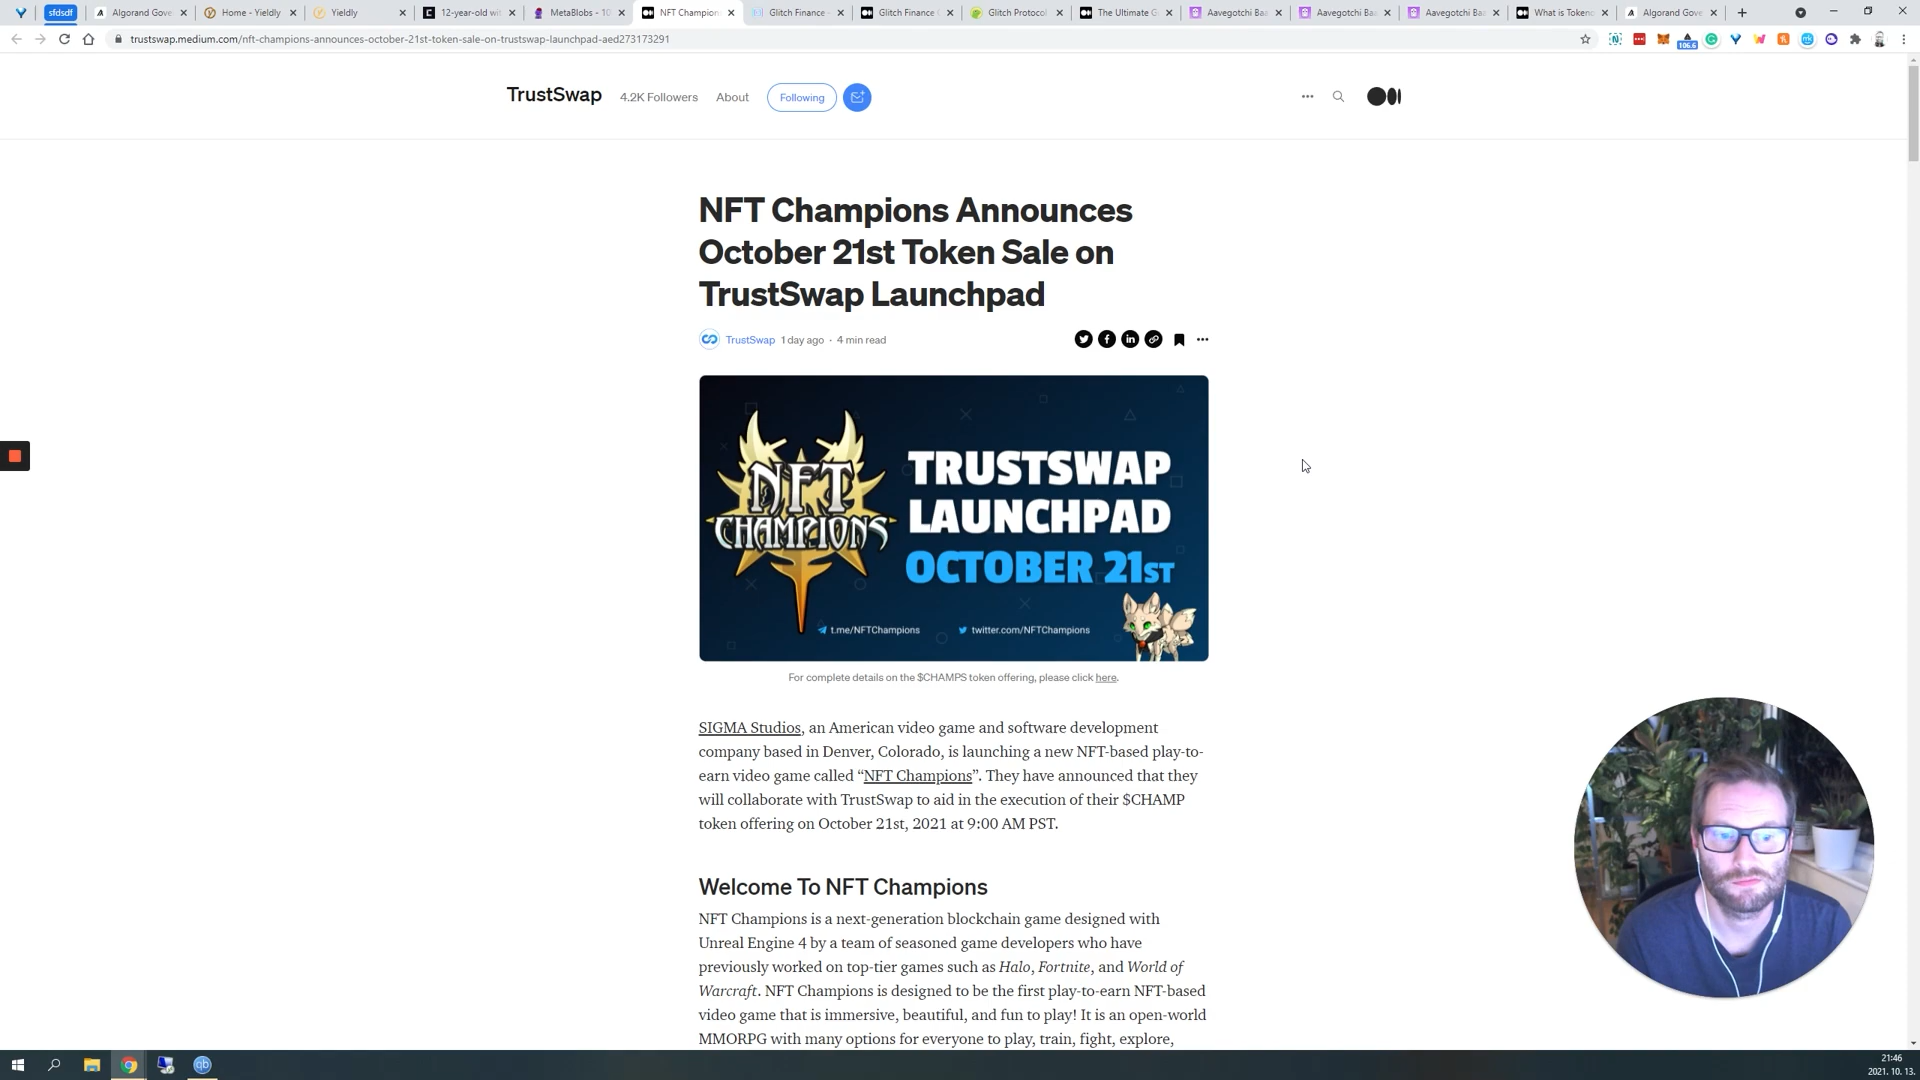 sfdsdf
Algorand Gove
Home - Yieldly
Yieldly
12-year-old wi
MetaBlobs - 10
NFT Champion
Glitch Finance
Glitch Finance
Glitch Protocol
The Ultimate G
Aavegotchi Baa
Aavegotchi Baa
Aavegotchi Baa
What is Token
Algorand Gove
trustswap.medium.com/nft-champions-announces-october-21st-token-sale-on-trustswap-launchpad-aed273173291
106.6
TrustSwap
4.2K Followers
About
Following
NFT Champions Announces
October 21st Token Sale on
TrustSwap Launchpad
TrustSwap 1 day ago · 4 min read
NFT
CHAMPIONS
TRUSTSWAP
LAUNCHPAD
OCTOBER 21ST
t.me/NFTChampions
twitter.com/NFTChampions
For complete details on the $CHAMPS token offering, please click here.
SIGMA Studios, an American video game and software development
company based in Denver, Colorado, is launching a new NFT-based play-to-
earn video game called “NFT Champions”. They have announced that they
will collaborate with TrustSwap to aid in the execution of their $CHAMP
token offering on October 21st, 2021 at 9:00 AM PST.
Welcome To NFT Champions
NFT Champions is a next-generation blockchain game designed with
Unreal Engine 4 by a team of seasoned game developers who have
previously worked on top-tier games such as Halo, Fortnite, and World of
Warcraft. NFT Champions is designed to be the first play-to-earn NFT-based
video game that is immersive, beautiful, and fun to play! It is an open-world
MMORPG with many options for everyone to play, train, fight, explore,
qb
21:46
2021. 10. 13.